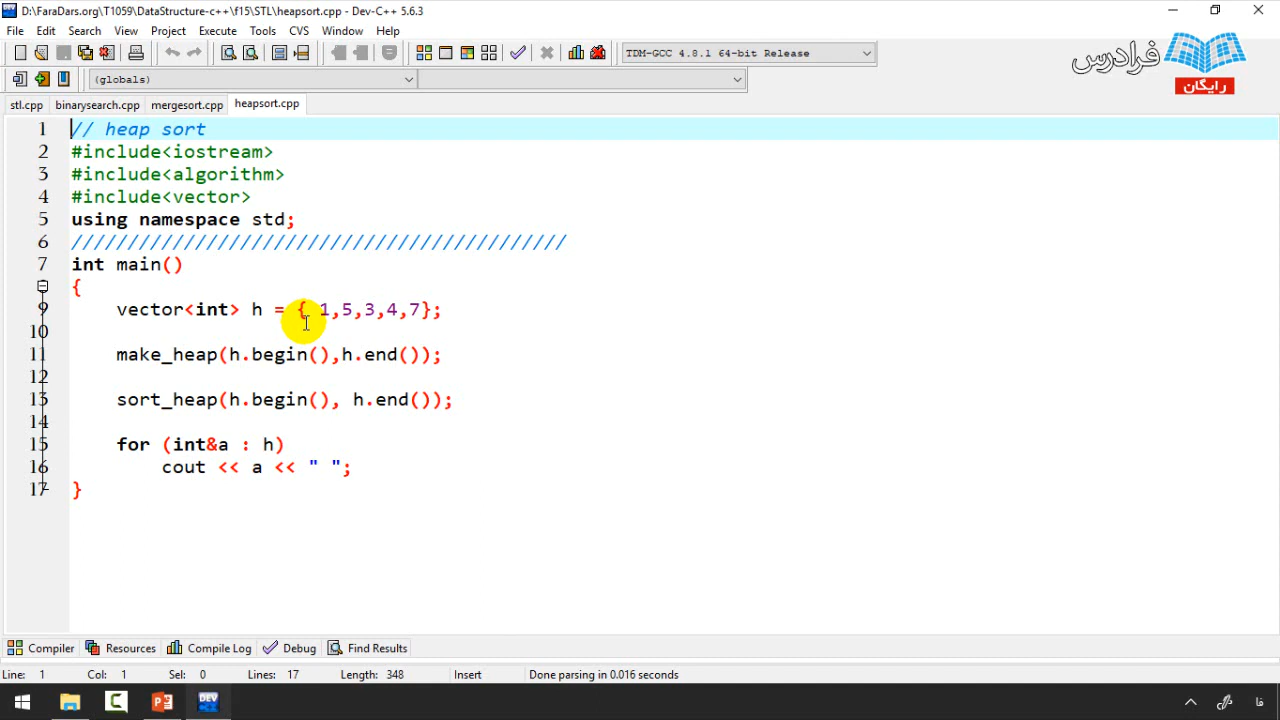 D:\FaraDars.org\T1059\DataStructure-c++\f15\STL\heapsort.cpp - Dev-C++ 5.6.3
File Edit Search View Project Execute Tools CVS Window Help
TDM-GCC 4.8.1 64-bit Release
فرادرس
رایگان
(globals)
stl.cpp binarysearch.cpp mergesort.cpp heapsort.cpp
1 // heap sort
2 #include<iostream>
3 #include<algorithm>
4 #include<vector>
5 using namespace std;
6 ////////////////////////////////////////////
7 int main()
8 {
9 vector<int> h = { 1,5,3,4,7};
10
11 make_heap(h.begin(),h.end());
12
13 sort_heap(h.begin(), h.end());
14
15 for (int&a : h)
16 cout << a << " ";
17 }
Compiler Resources Compile Log Debug Find Results
Line: 1 Col: 1 Sel: 0 Lines: 17 Length: 348 Insert Done parsing in 0.016 seconds
DEV فا